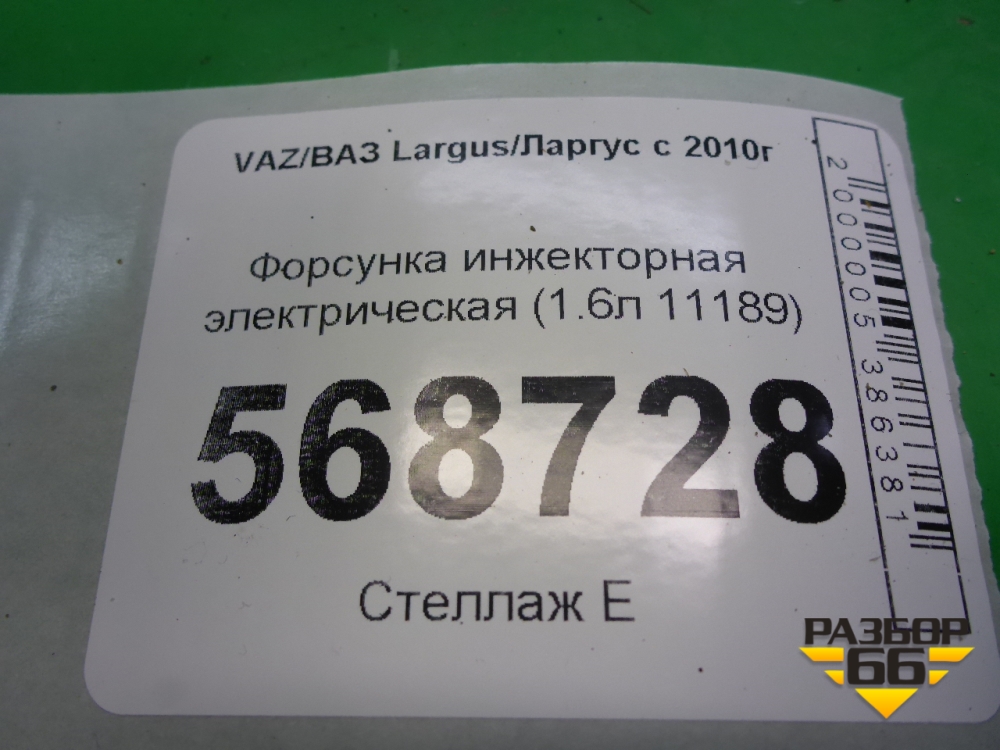 VAZ/ВАЗ Largus/Ларгус с 2010г
Форсунка инжекторная
электрическая (1.6л 11189)
568728
Стеллаж Е
2000005386381
РАЗБОР
66